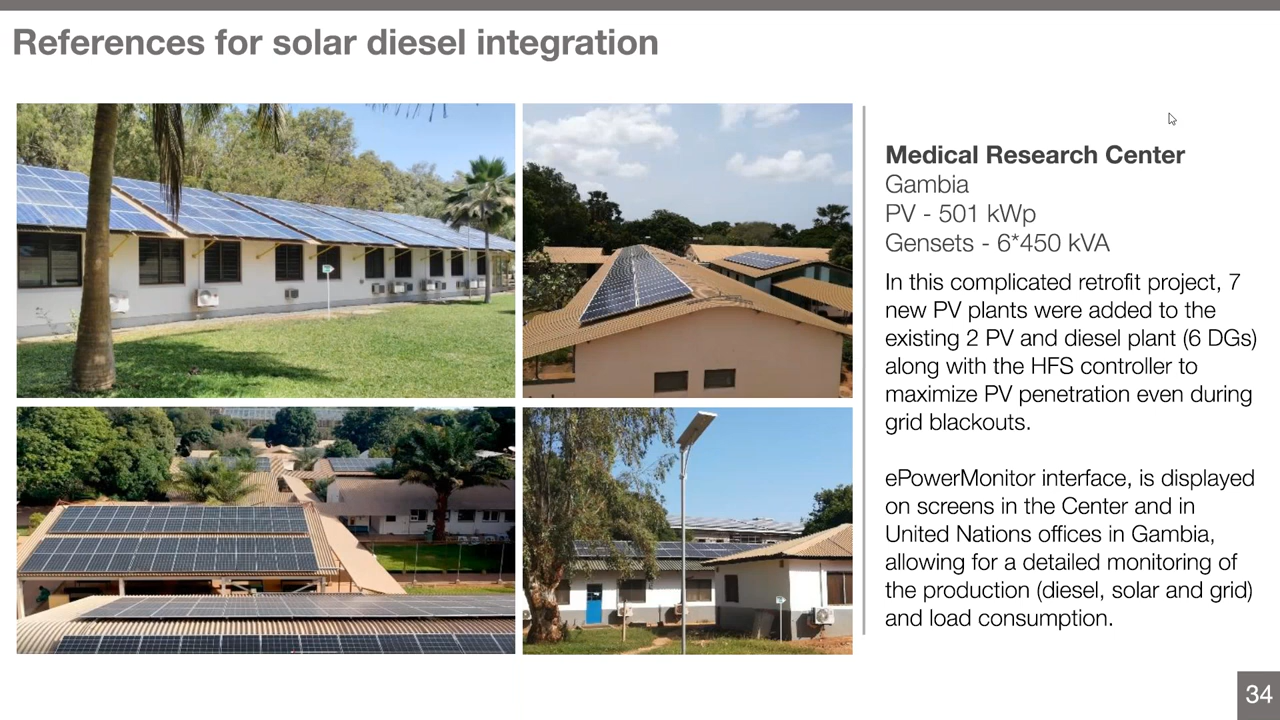 References for solar diesel integration
Medical Research Center
Gambia
PV - 501 kWp
Gensets - 6*450 kVA
In this complicated retrofit project, 7
new PV plants were added to the
existing 2 PV and diesel plant (6 DGs)
along with the HFS controller to
maximize PV penetration even during
grid blackouts.
ePowerMonitor interface, is displayed
on screens in the Center and in
United Nations offices in Gambia,
allowing for a detailed monitoring of
the production (diesel, solar and grid)
and load consumption.
34